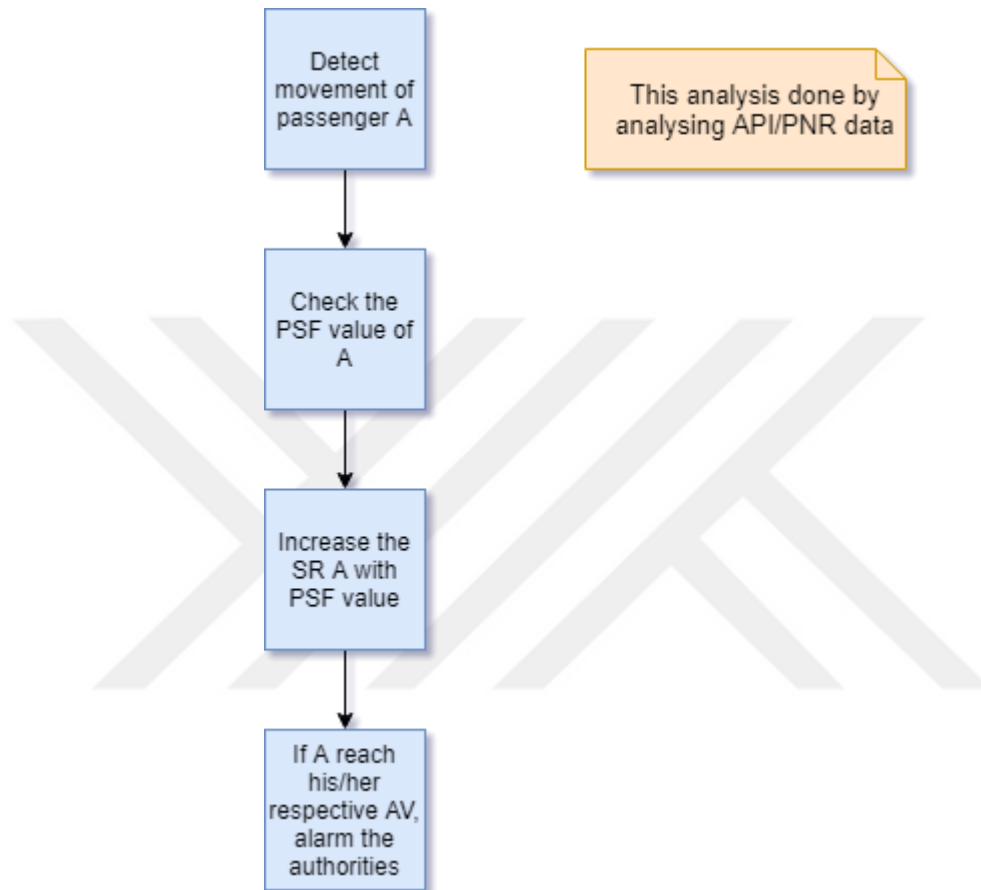 Detect
movement of
passenger A
This analysis done by
analysing API/PNR data
Check the
PSF value of
A
Increase the
SR A with
PSF value
If A reach
his/her
respective AV,
alarm the
authorities